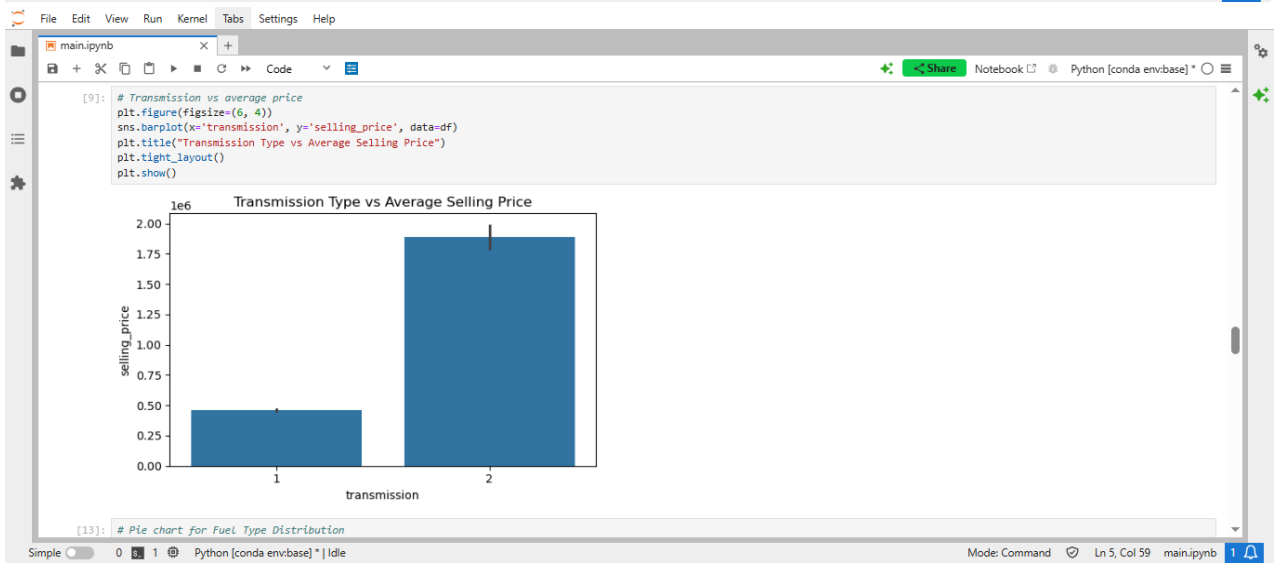 File Edit View Run Kernel Tabs Settings Help
main.ipynb
Code
Share
Notebook
Python [conda env:base] *
[9]:
# Transmission vs average price
plt.figure(figsize=(6, 4))
sns.barplot(x='transmission', y='selling_price', data=df)
plt.title("Transmission Type vs Average Selling Price")
plt.tight_layout()
plt.show()
1e6
Transmission Type vs Average Selling Price
2.00
1.75
1.50
1.25
1.00
0.75
0.50
0.25
0.00
selling_price
1 2
transmission
[13]: # Pie chart for Fuel Type Distribution
Simple 0 $_ 1 Python [conda env:base] * | Idle Mode: Command Ln 5, Col 59 main.ipynb 1